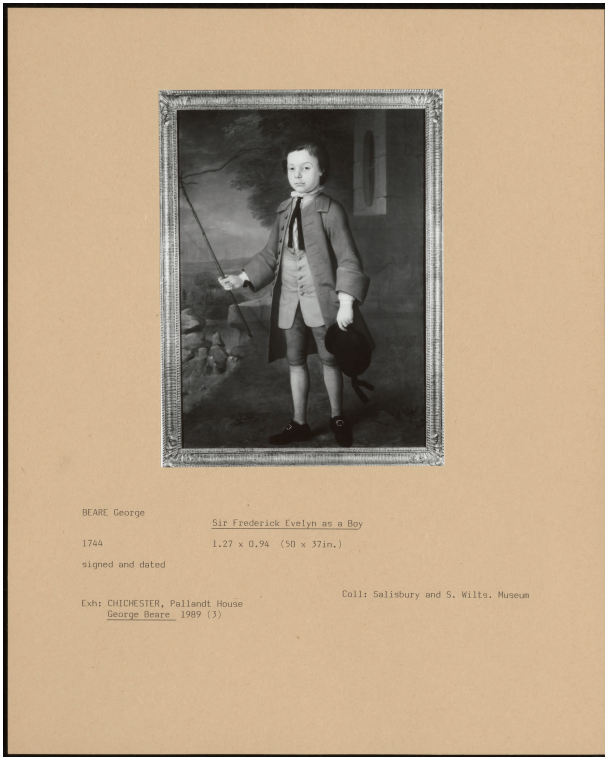 BEARE George
Sir Frederick Evelyn as a Boy
1744
1.27 x 0.94 (50 x 37in.)
signed and dated
Coll: Salisbury and S. Wilts. Museum
Exh: CHICHESTER, Pallandt House
George Beare 1989 (3)